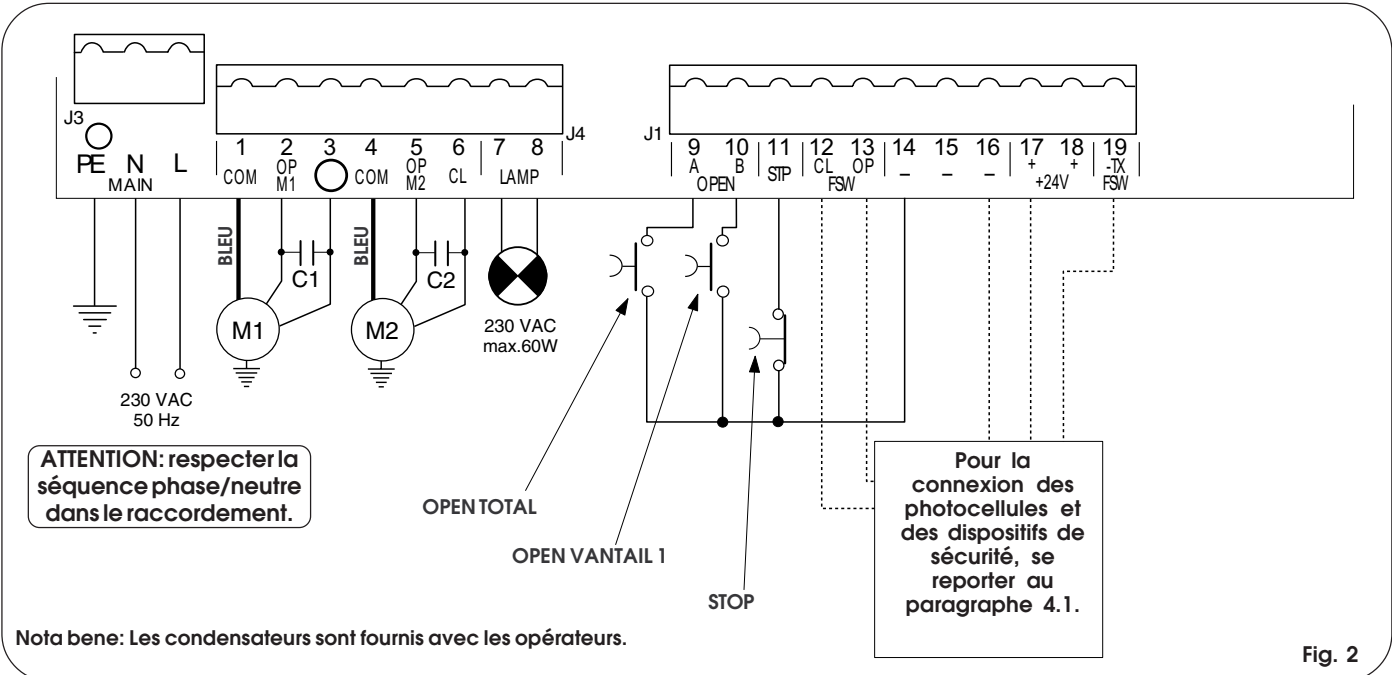 J3
J4
J1
PE N L
MAIN
1 2 3 4 5 6 7 8
COM OP M1 COM OP M2 CL LAMP
9 10 11 12 13 14 15 16 17 18 19
A B STP CL OP – – – + + -TX
OPEN FSW +24V FSW
BLEU
C1
BLEU
C2
M1
M2
230 VAC
max.60W
230 VAC
50 Hz
ATTENTION: respecter la
séquence phase/neutre
dans le raccordement.
OPEN TOTAL
OPEN VANTAIL 1
STOP
Pour la
connexion des
photocellules et
des dispositifs de
sécurité, se
reporter au
paragraphe 4.1.
Nota bene: Les condensateurs sont fournis avec les opérateurs.
Fig. 2